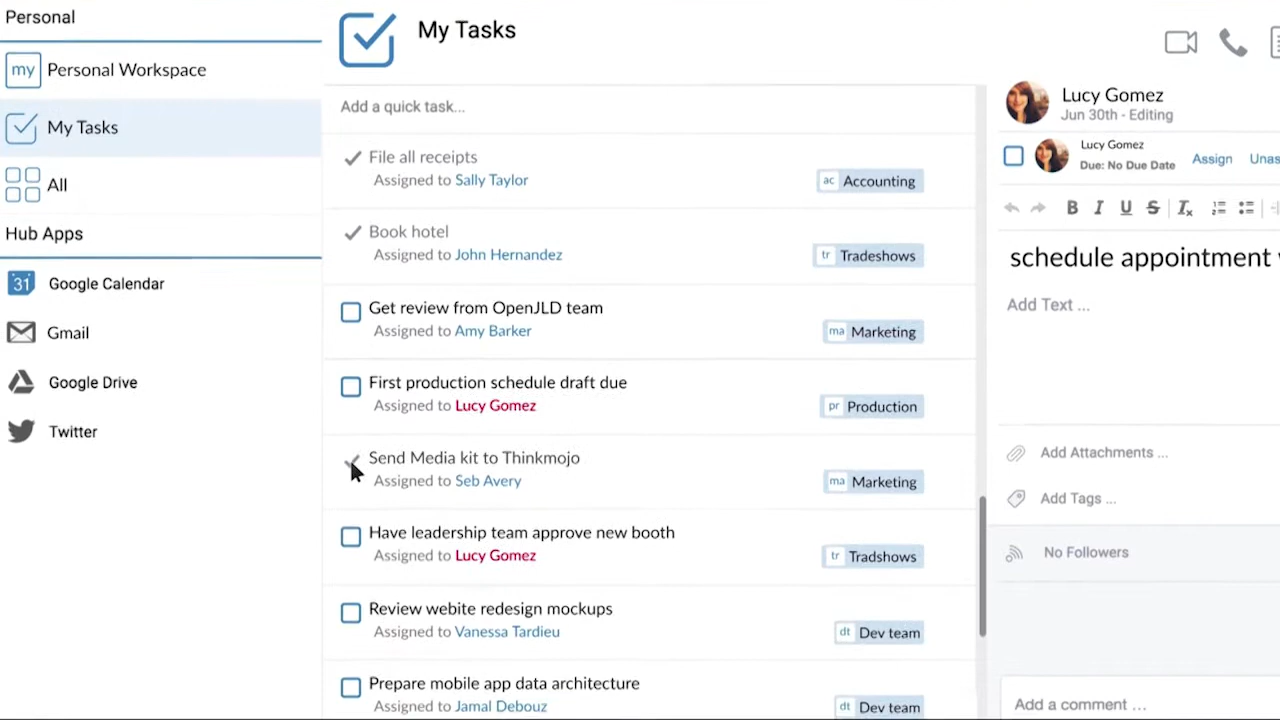 Personal
my Personal Workspace
My Tasks
All
Hub Apps
31 Google Calendar
Gmail
Google Drive
Twitter
My Tasks
Add a quick task...
File all receipts
Assigned to Sally Taylor
ac Accounting
Book hotel
Assigned to John Hernandez
tr Tradeshows
Get review from OpenJLD team
Assigned to Amy Barker
ma Marketing
First production schedule draft due
Assigned to Lucy Gomez
pr Production
Send Media kit to Thinkmojo
Assigned to Seb Avery
ma Marketing
Have leadership team approve new booth
Assigned to Lucy Gomez
tr Tradshows
Review webite redesign mockups
Assigned to Vanessa Tardieu
dt Dev team
Prepare mobile app data architecture
Assigned to Jamal Debouz
dt Dev team
Lucy Gomez
Jun 30th - Editing
Lucy Gomez
Due: No Due Date Assign Unas
B I U S Ix
schedule appointment
Add Text ...
Add Attachments ...
Add Tags ...
No Followers
Add a comment ...